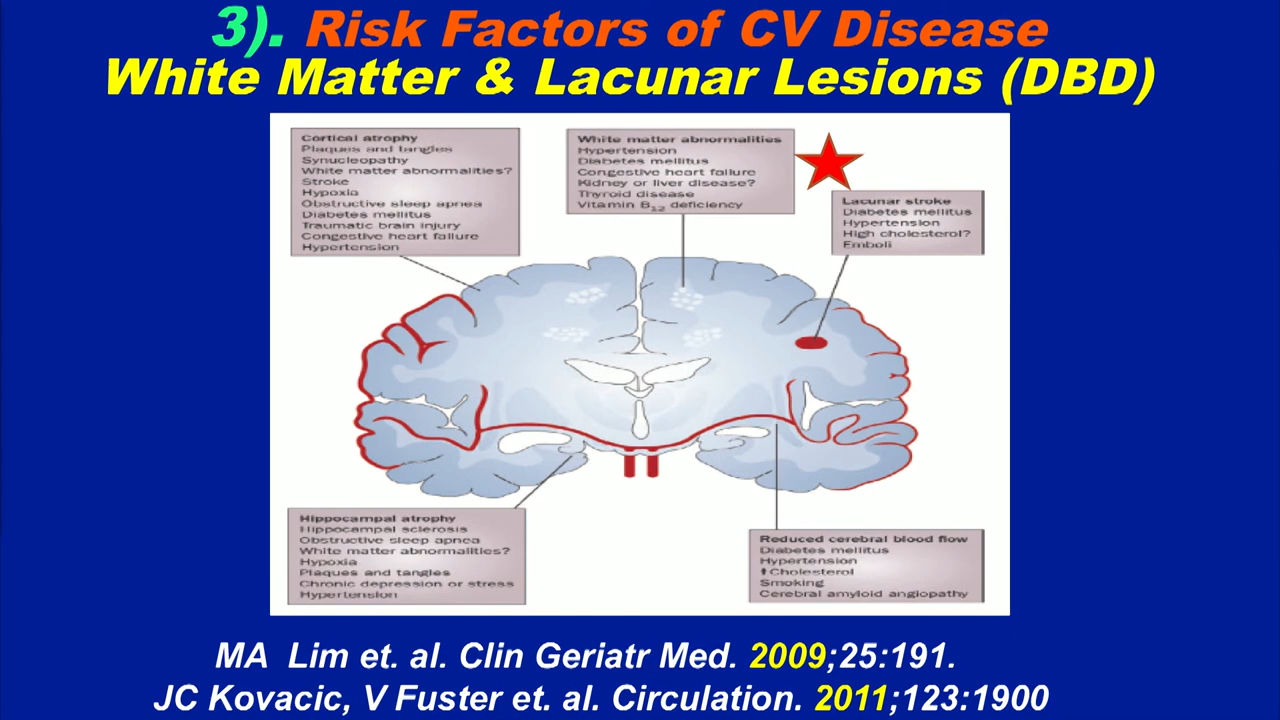 3). Risk Factors of CV Disease
White Matter & Lacunar Lesions (DBD)
Cortical atrophy
Plaques and tangles
Synucleopathy
White matter abnormalities?
Stroke
Hypoxia
Obstructive sleep apnea
Diabetes mellitus
Traumatic brain injury
Congestive heart failure
Hypertension
White matter abnormalities
Hypertension
Diabetes mellitus
Congestive heart failure
Kidney or liver disease?
Thyroid disease
Vitamin B12 deficiency
Lacunar stroke
Diabetes mellitus
Hypertension
High cholesterol?
Emboli
Hippocampal atrophy
Hippocampal sclerosis
Obstructive sleep apnea
White matter abnormalities?
Hypoxia
Plaques and tangles
Chronic depression or stress
Hypertension
Reduced cerebral blood flow
Diabetes mellitus
Hypertension
↑Cholesterol
Smoking
Cerebral amyloid angiopathy
MA Lim et. al. Clin Geriatr Med. 2009;25:191.
JC Kovacic, V Fuster et. al. Circulation. 2011;123:1900